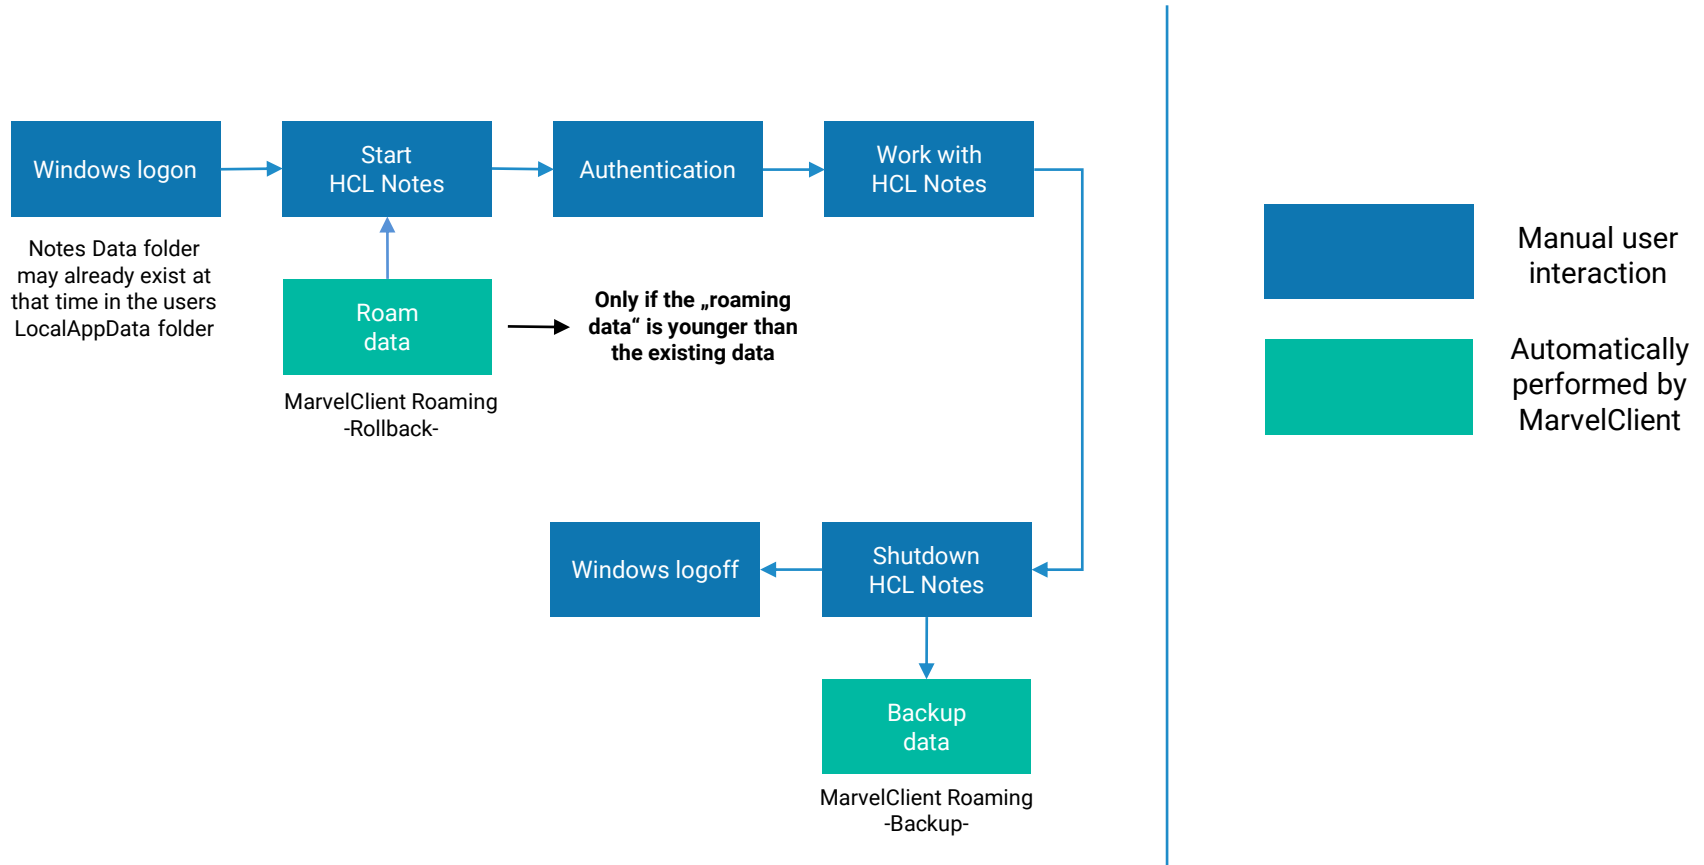 Windows logon
Start
HCL Notes
Authentication
Work with
HCL Notes
Notes Data folder
may already exist at
that time in the users
LocalAppData folder
Roam
data
Only if the „roaming
data“ is younger than
the existing data
MarvelClient Roaming
-Rollback-
Windows logoff
Shutdown
HCL Notes
Backup
data
MarvelClient Roaming
-Backup-
Manual user
interaction
Automatically
performed by
MarvelClient